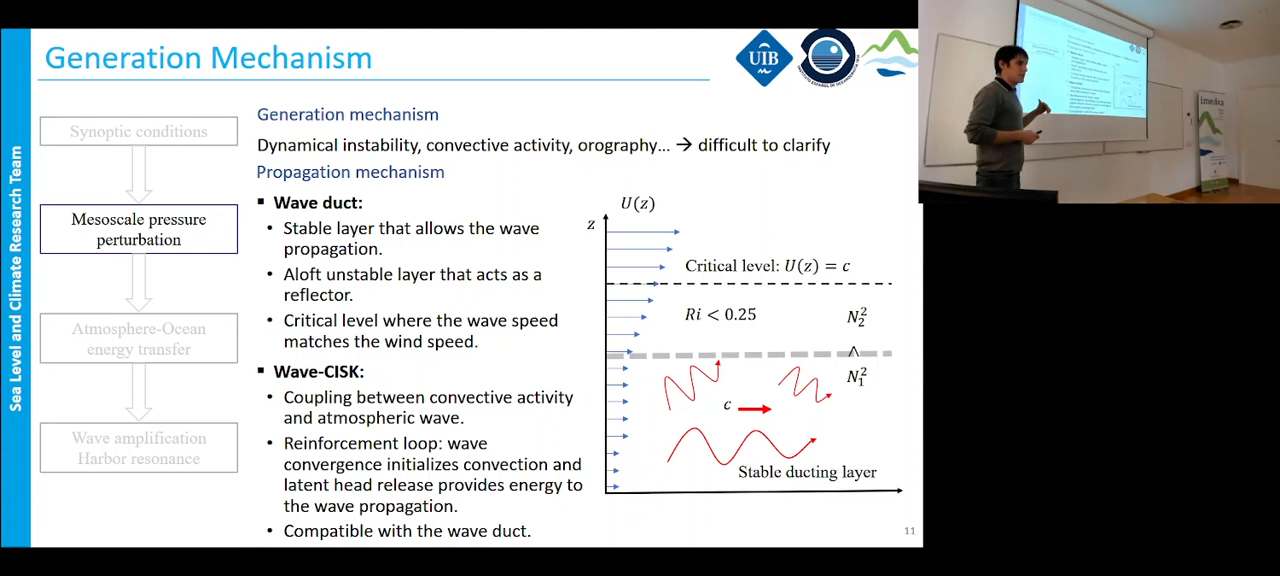 Generation Mechanism
UIB
INSTITUTO ESPAÑOL DE OCEANOGRAFÍA
Sea Level and Climate Research Team
Synoptic conditions
Mesoscale pressure
perturbation
Atmosphere-Ocean
energy transfer
Wave amplification
Harbor resonance
Generation mechanism
Dynamical instability, convective activity, orography... → difficult to clarify
Propagation mechanism
▪ Wave duct:
• Stable layer that allows the wave
propagation.
• Aloft unstable layer that acts as a
reflector.
• Critical level where the wave speed
matches the wind speed.
▪ Wave-CISK:
• Coupling between convective activity
and atmospheric wave.
• Reinforcement loop: wave
convergence initializes convection and
latent head release provides energy to
the wave propagation.
• Compatible with the wave duct.
U(z)
z
Critical level: U(z) = c
Ri < 0.25
N₂²
^
N₁²
c
Stable ducting layer
11
imedea